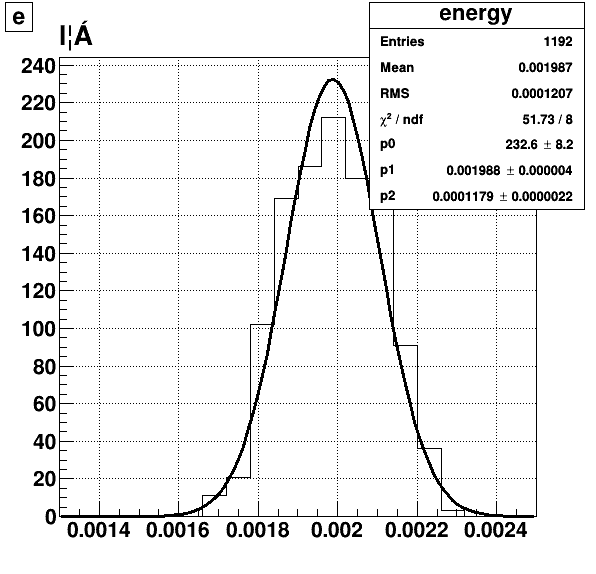 e
l¦Á
energy
Entries 1192
Mean 0.001987
RMS 0.0001207
χ² / ndf 51.73 / 8
p0 232.6 ± 8.2
p1 0.001988 ± 0.000004
p2 0.0001179 ± 0.0000022
240
220
200
180
160
140
120
100
80
60
40
20
0
0.0014 0.0016 0.0018 0.002 0.0022 0.0024